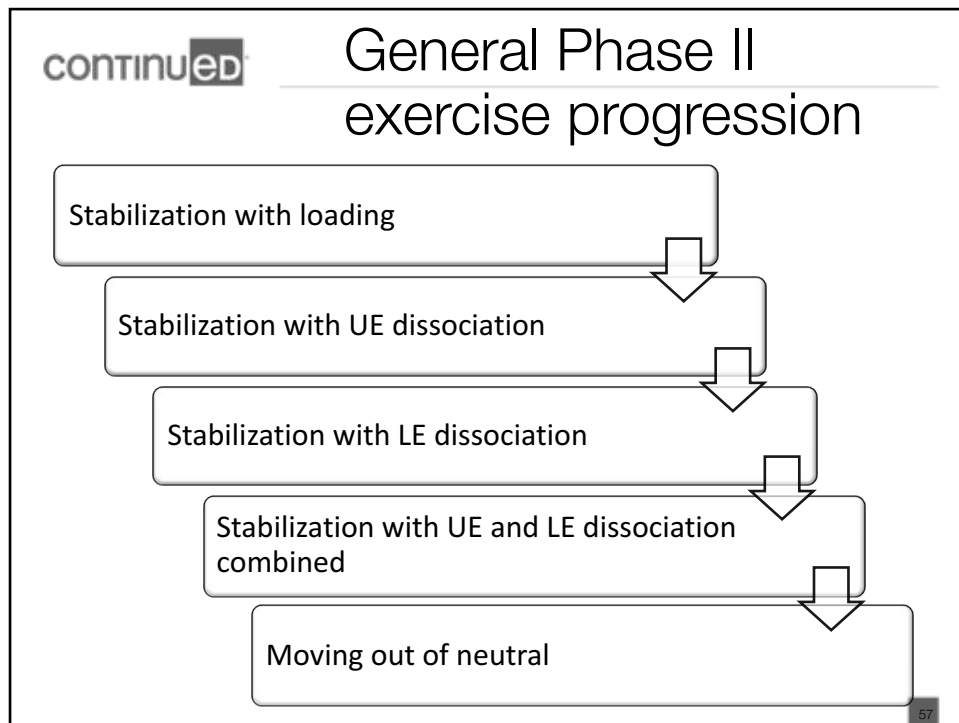 continued
General Phase II
exercise progression
Stabilization with loading
Stabilization with UE dissociation
Stabilization with LE dissociation
Stabilization with UE and LE dissociation
combined
Moving out of neutral
57